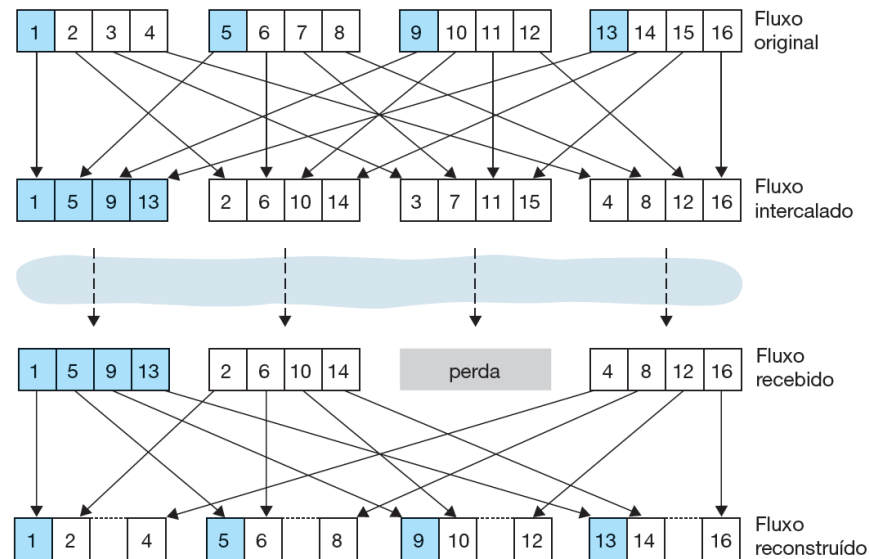 1 2 3 4 5 6 7 8 9 10 11 12 13 14 15 16 Fluxo
original
1 5 9 13 2 6 10 14 3 7 11 15 4 8 12 16 Fluxo
intercalado
1 5 9 13 2 6 10 14 perda 4 8 12 16 Fluxo
recebido
1 2 4 5 6 8 9 10 12 13 14 16 Fluxo
reconstruído